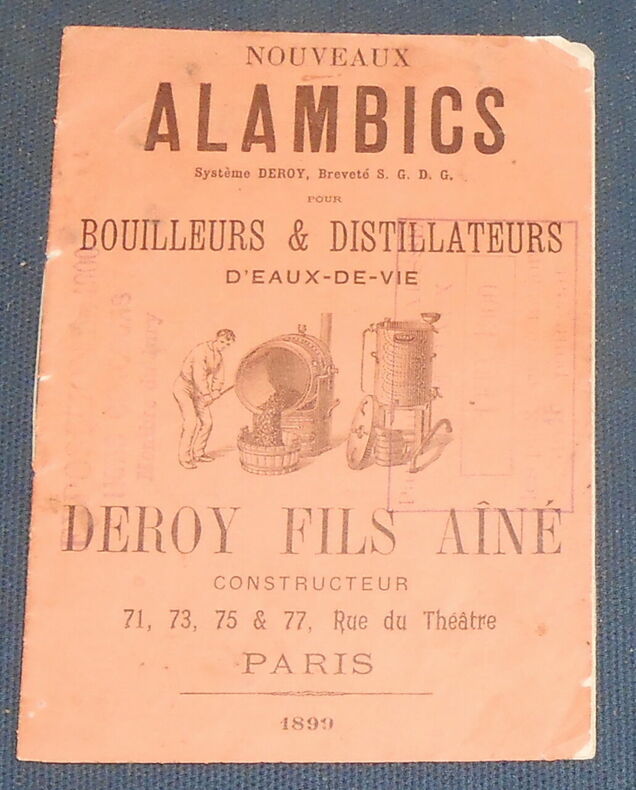 NOUVEAUX
ALAMBICS
Système DEROY, Breveté S. G. D. G.
POUR
BOUILLEURS & DISTILLATEURS
D'EAUX-DE-VIE
DEROY FILS AÎNÉ
CONSTRUCTEUR
71, 73, 75 & 77, Rue du Théâtre
PARIS
1899